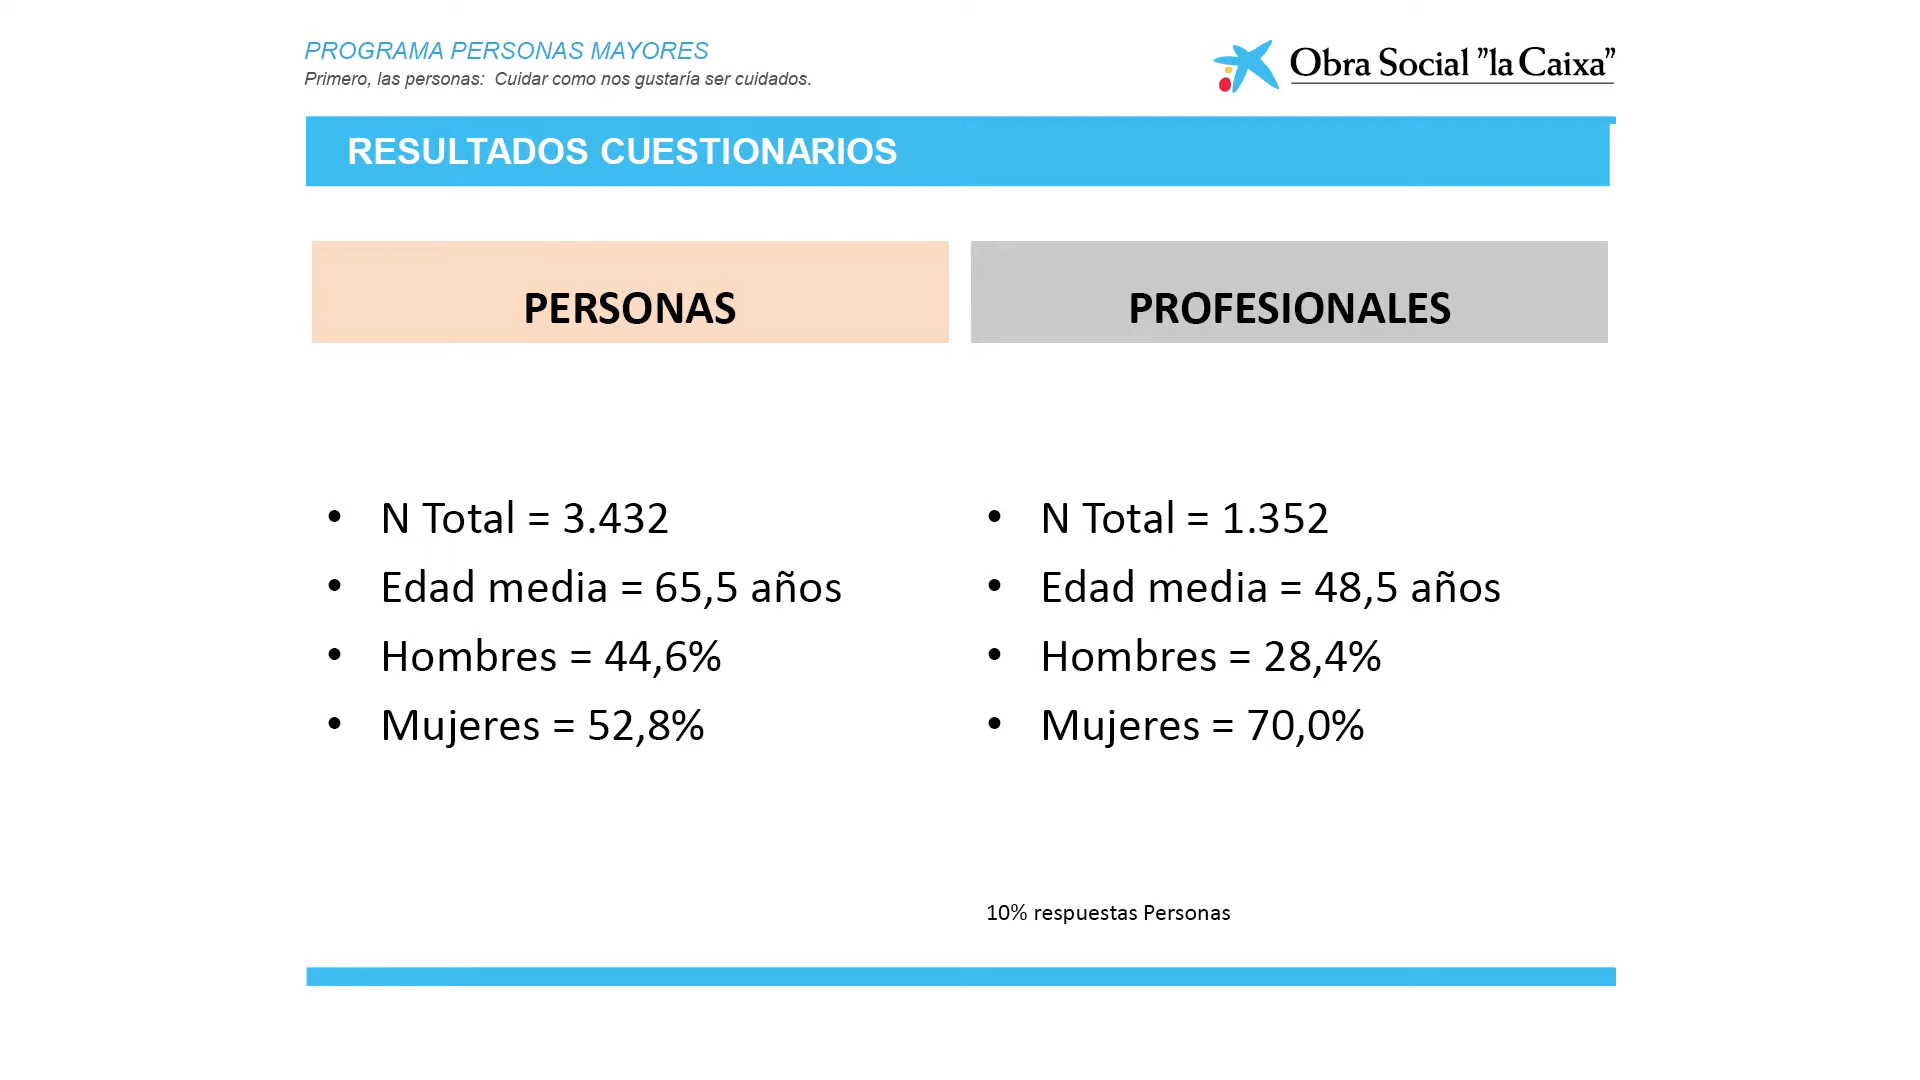 PROGRAMA PERSONAS MAYORES
Primero, las personas: Cuidar como nos gustaría ser cuidados.
Obra Social ”la Caixa”
RESULTADOS CUESTIONARIOS
PERSONAS
• N Total = 3.432
• Edad media = 65,5 años
• Hombres = 44,6%
• Mujeres = 52,8%
PROFESIONALES
• N Total = 1.352
• Edad media = 48,5 años
• Hombres = 28,4%
• Mujeres = 70,0%
10% respuestas Personas